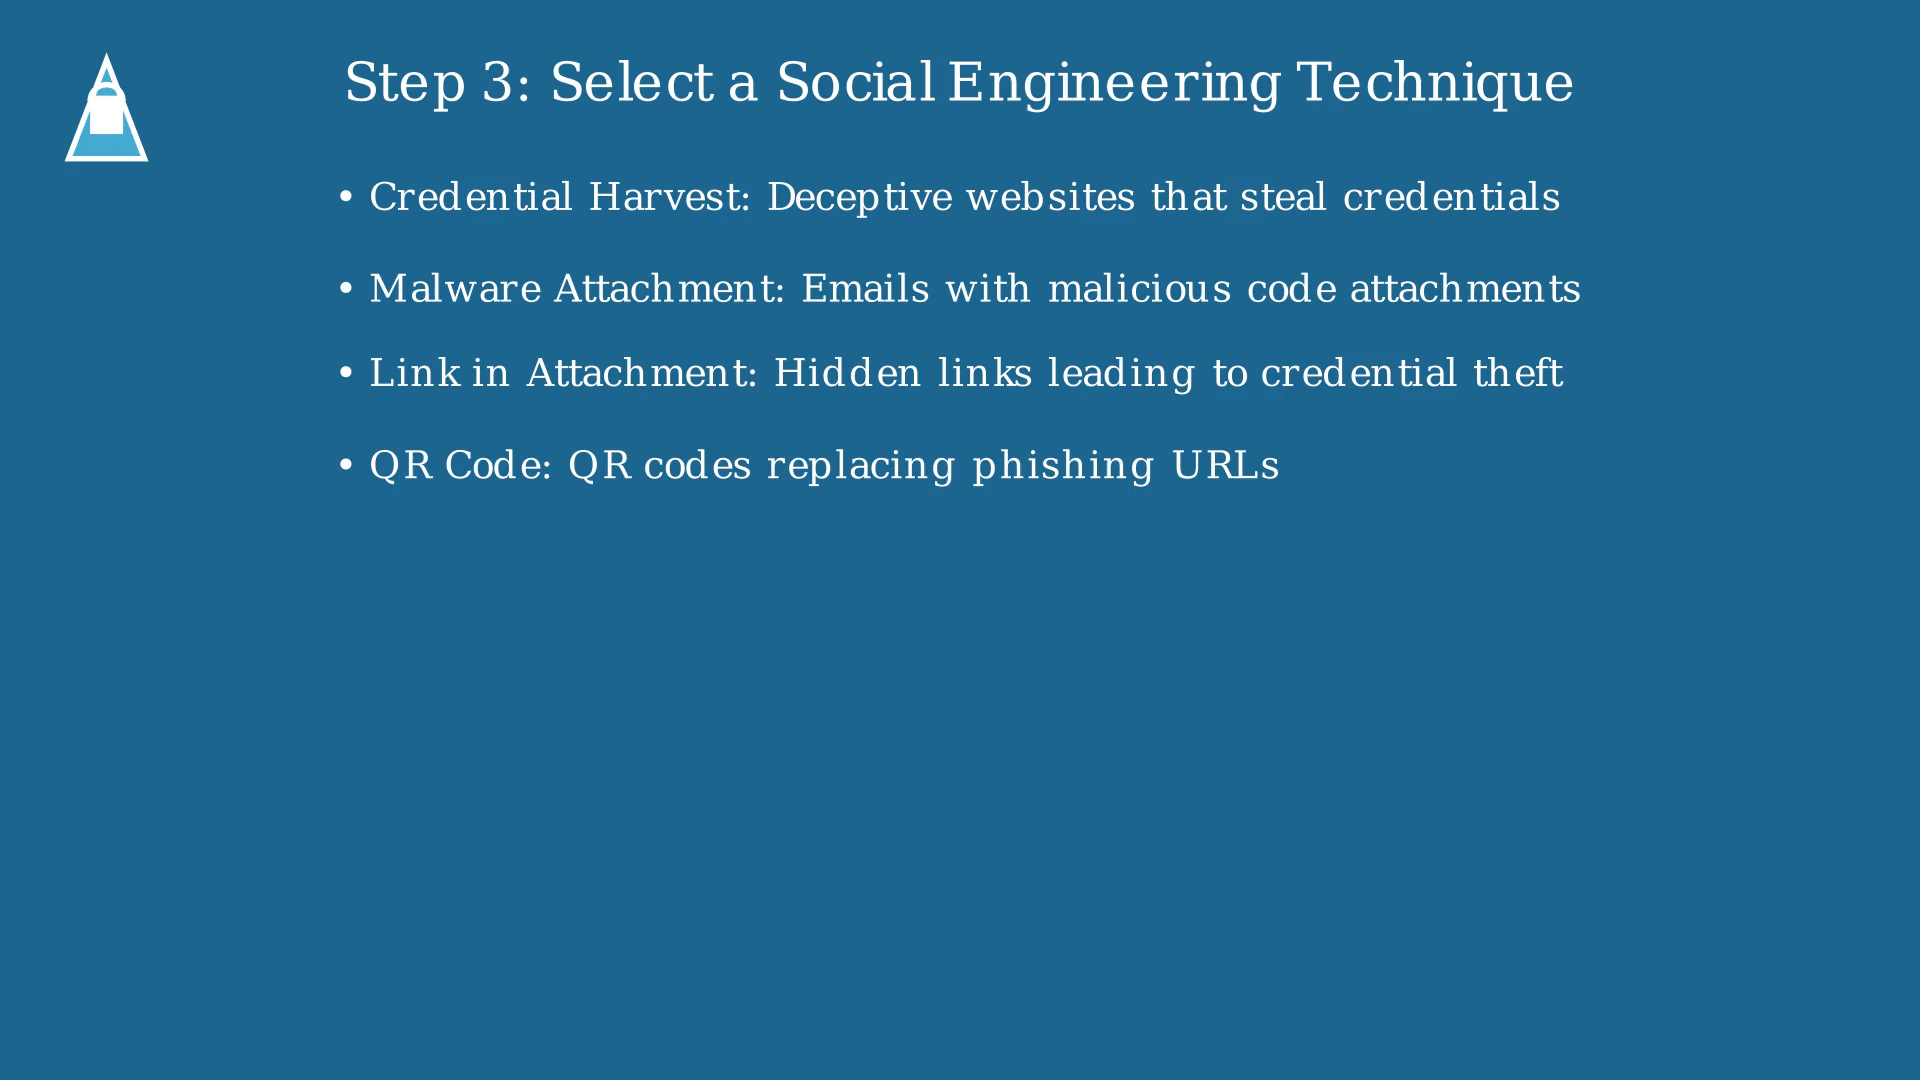 Step 3: Select a Social Engineering Technique
• Credential Harvest: Deceptive websites that steal credentials
• Malware Attachment: Emails with malicious code attachments
• Link in Attachment: Hidden links leading to credential theft
• QR Code: QR codes replacing phishing URLs